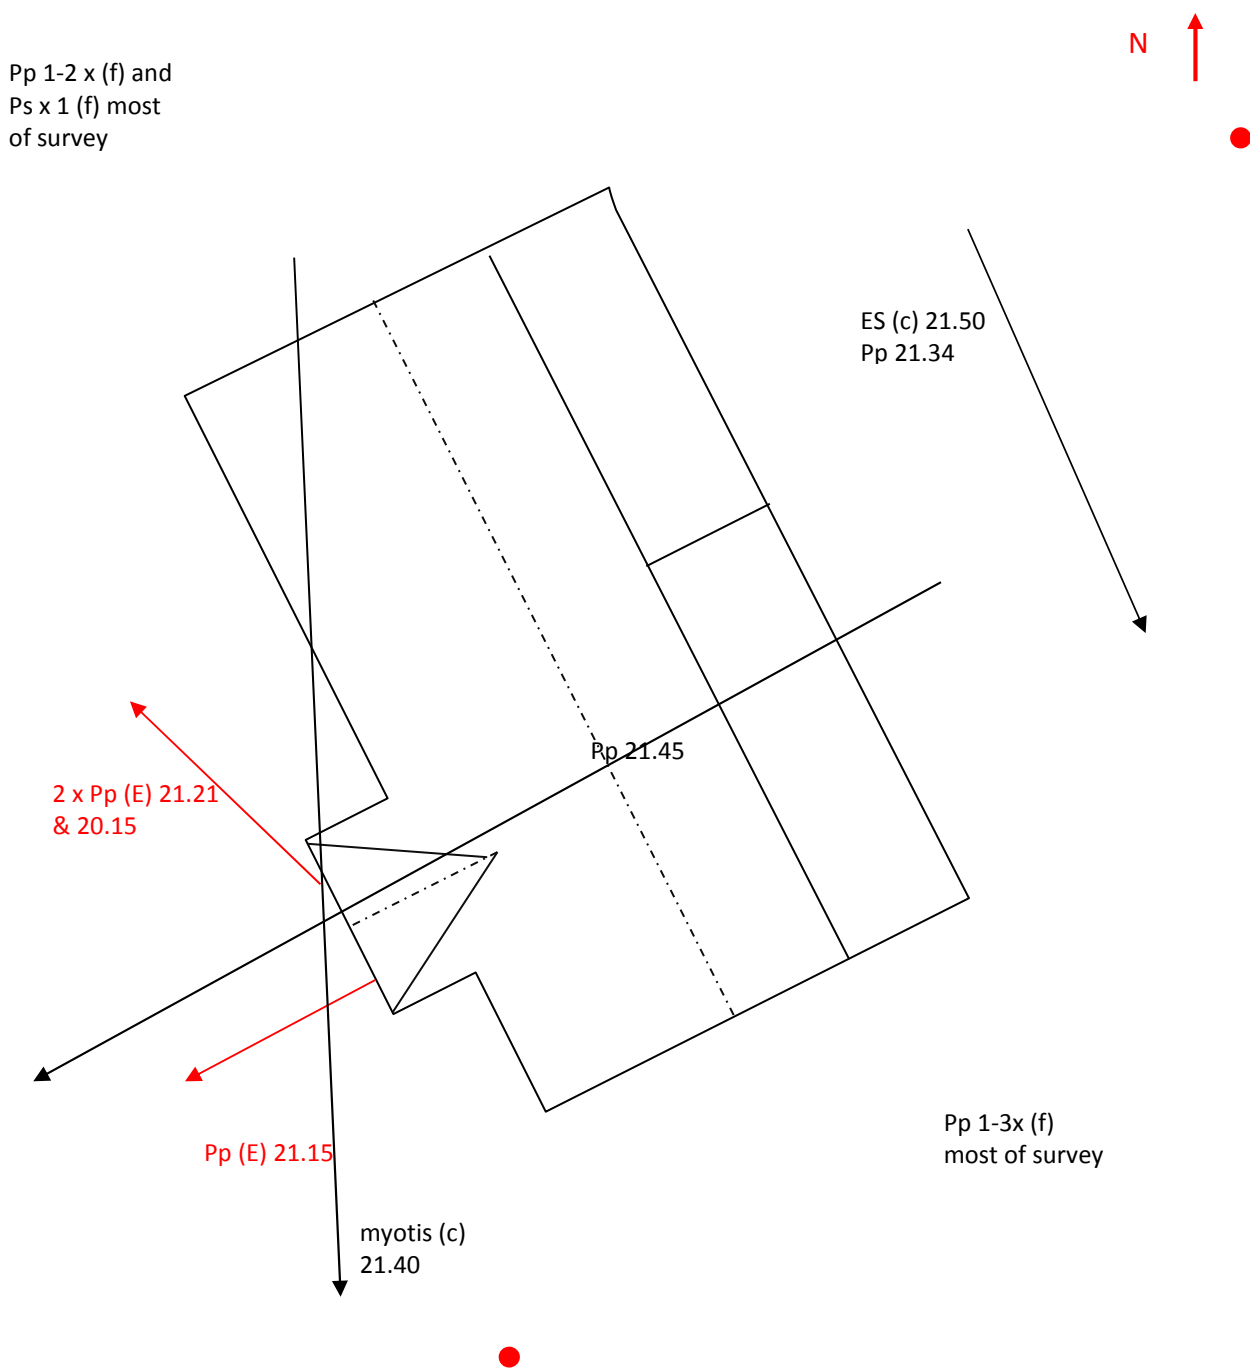 N
Pp 1-2 x (f) and
Ps x 1 (f) most
of survey
ES (c) 21.50
Pp 21.34
Pp 21.45
2 x Pp (E) 21.21
& 20.15
Pp (E) 21.15
Pp 1-3x (f)
most of survey
myotis (c)
21.40